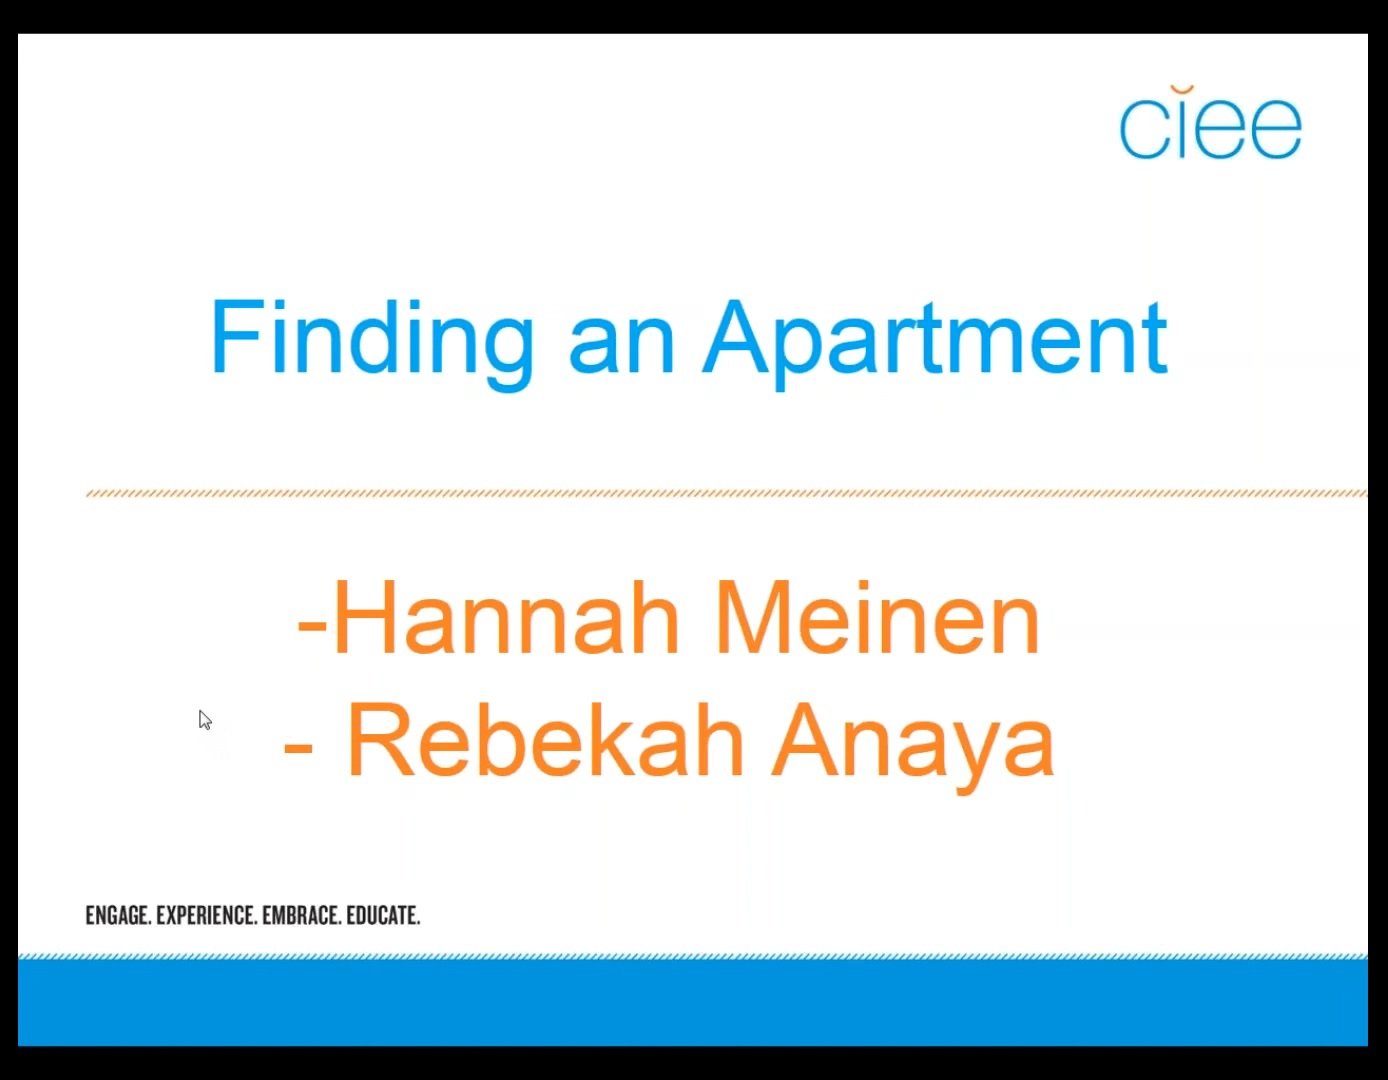 ciee
Finding an Apartment
-Hannah Meinen
- Rebekah Anaya
ENGAGE. EXPERIENCE. EMBRACE. EDUCATE.